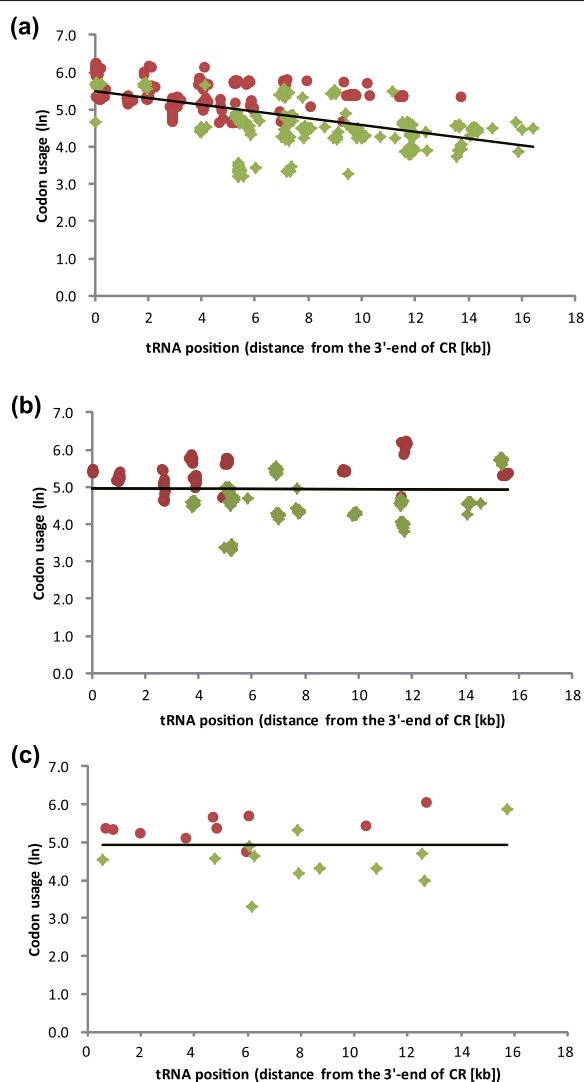 (a)
7.0
6.0
5.0
4.0
3.0
2.0
1.0
0.0
Codon usage (ln)
0 2 4 6 8 10 12 14 16 18
tRNA position (distance from the 3'-end of CR [kb])
(b)
7.0
6.0
5.0
4.0
3.0
2.0
1.0
0.0
Codon usage (ln)
0 2 4 6 8 10 12 14 16 18
tRNA position (distance from the 3'-end of CR [kb])
(c)
7.0
6.0
5.0
4.0
3.0
2.0
1.0
0.0
Codon usage (ln)
0 2 4 6 8 10 12 14 16 18
tRNA position (distance from the 3'-end of CR [kb])